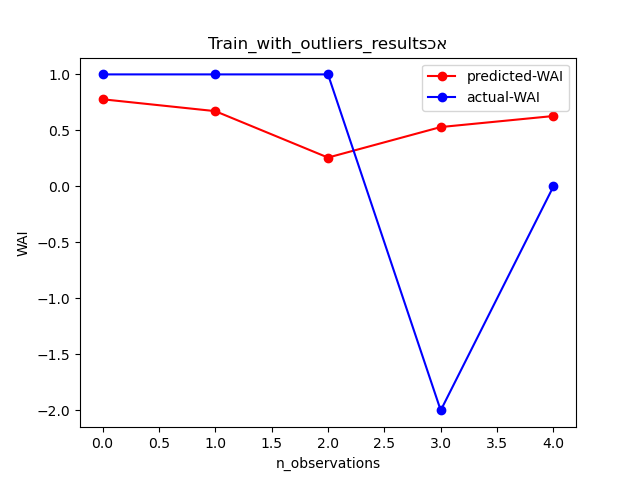 Train_with_outliers_resultsאכ
predicted-WAI
actual-WAI
1.0
0.5
0.0
−0.5
−1.0
−1.5
−2.0
WAI
0.0 0.5 1.0 1.5 2.0 2.5 3.0 3.5 4.0
n_observations